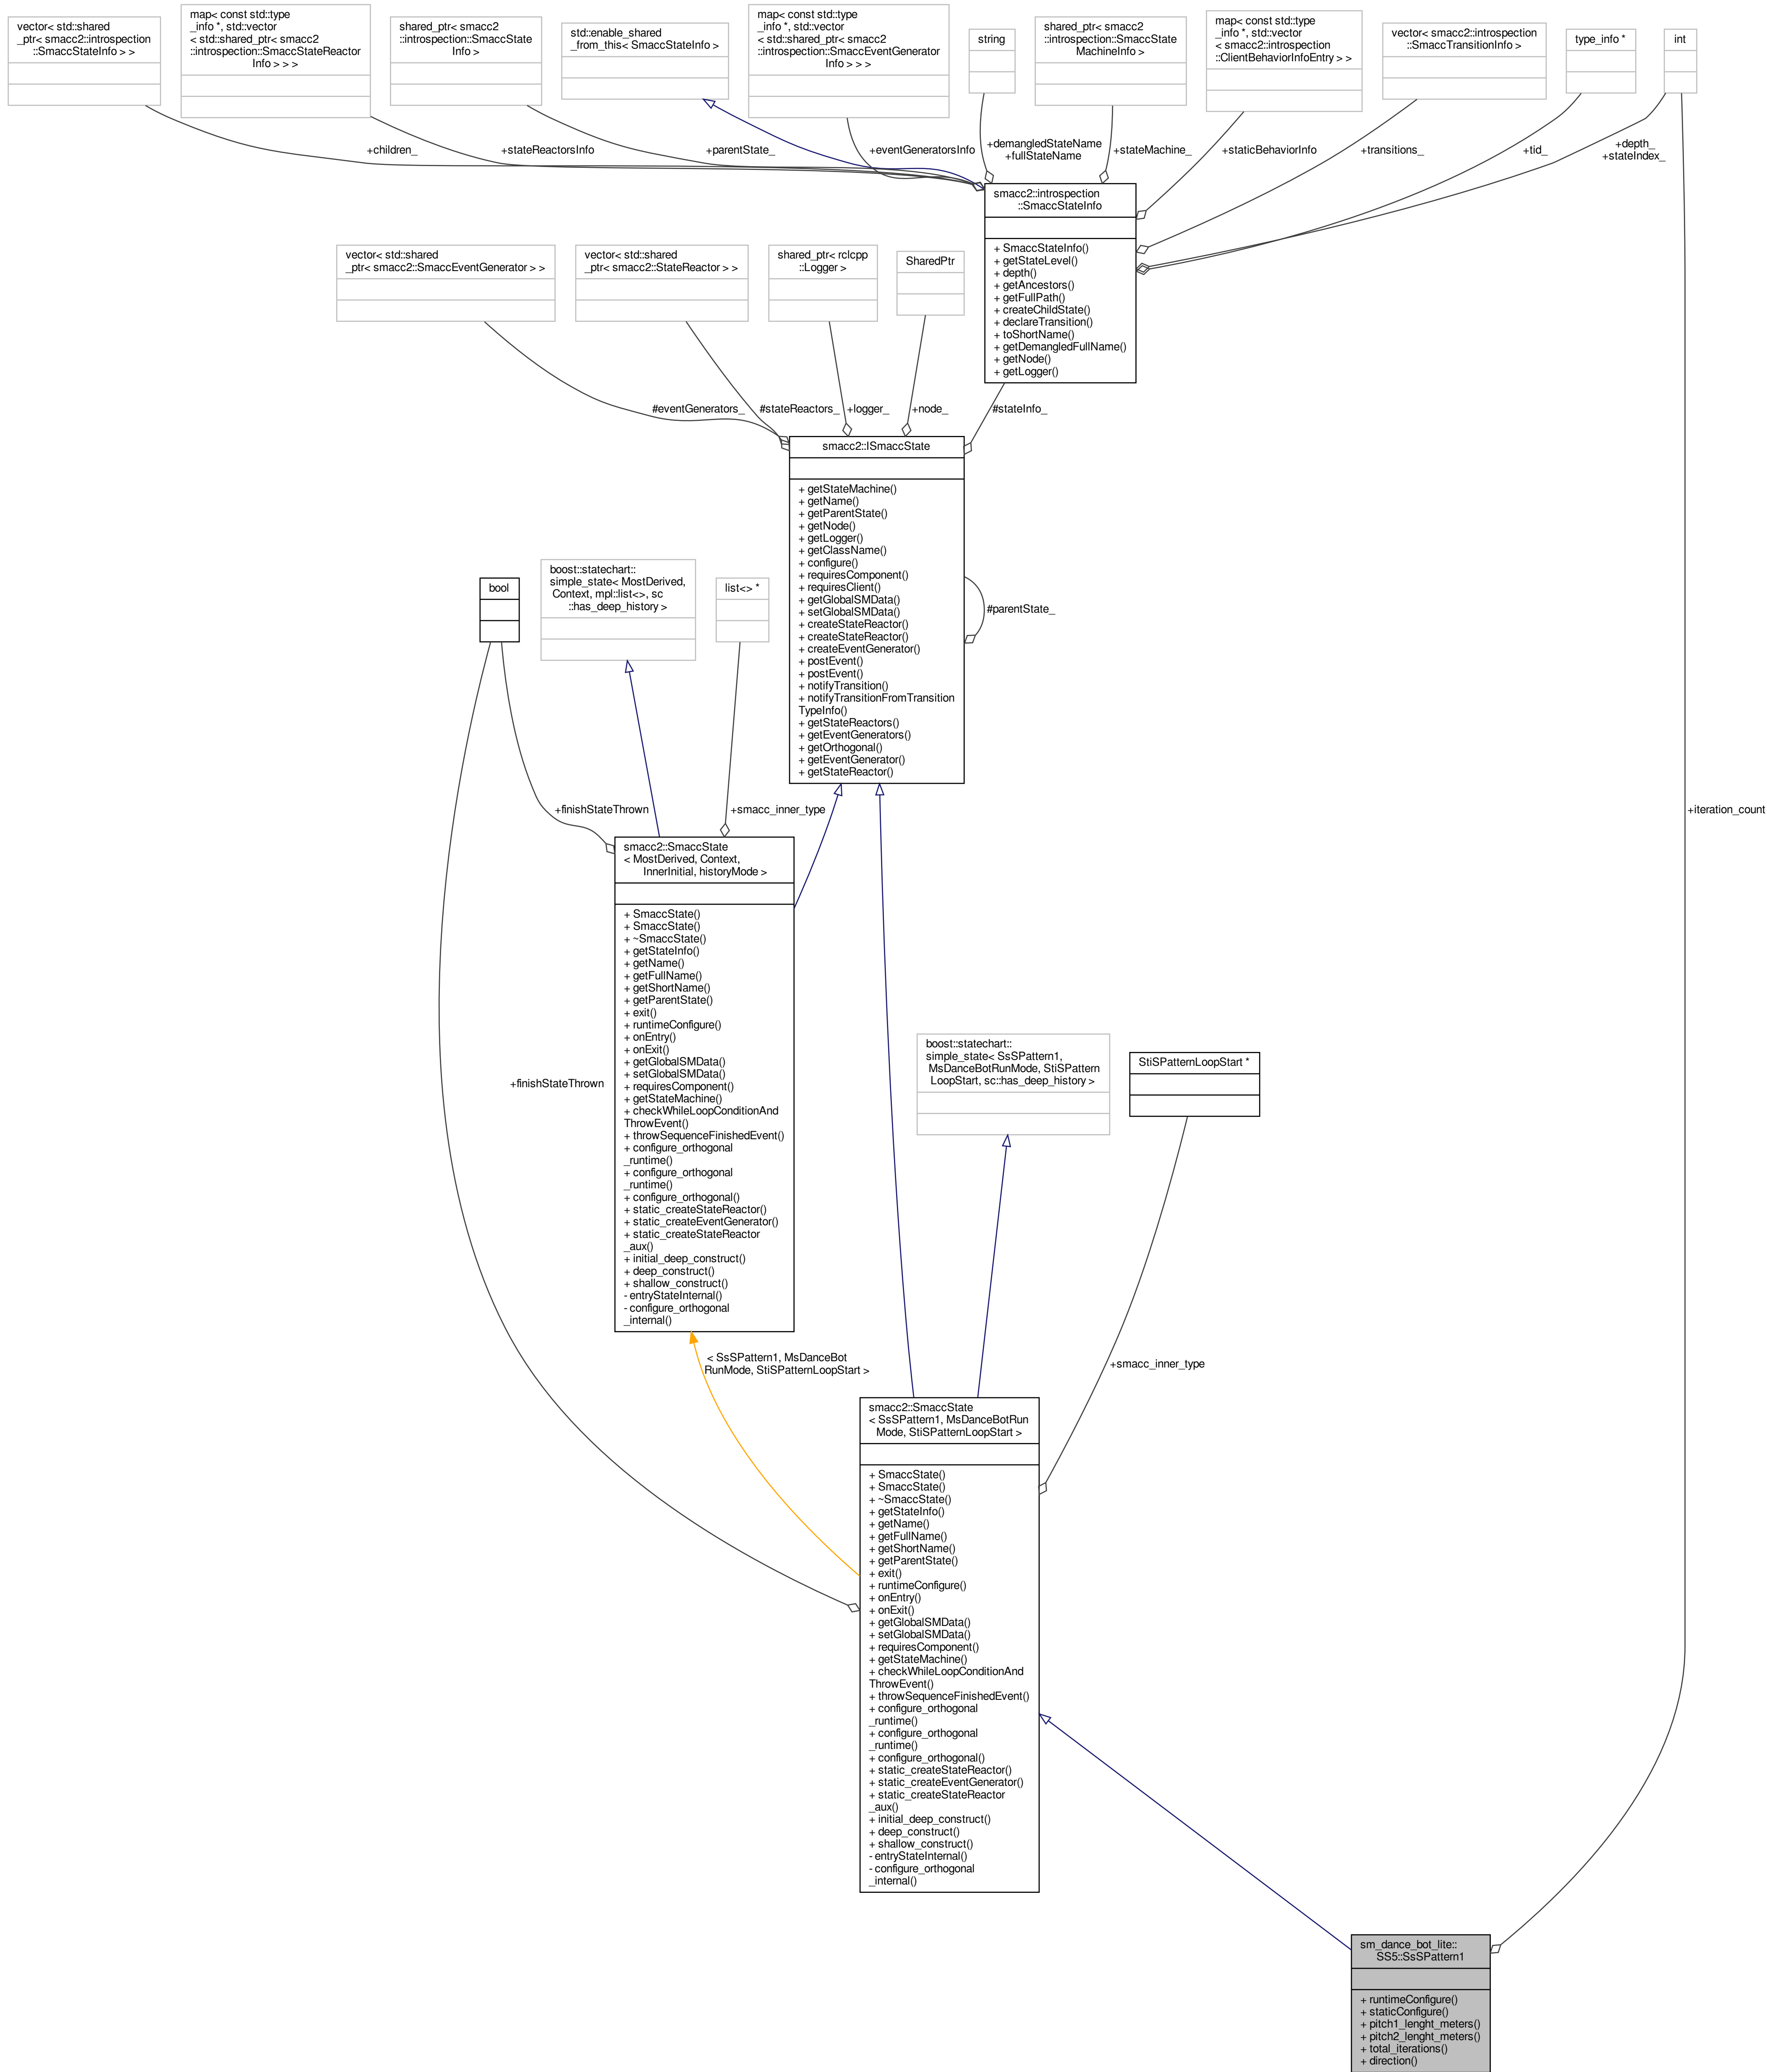 vector< std::shared
_ptr< smacc2::introspection
::SmaccStateInfo > >
map< const std::type
_info *, std::vector
< std::shared_ptr< smacc2
::introspection::SmaccStateReactor
Info > > >
shared_ptr< smacc2
::introspection::SmaccState
Info >
std::enable_shared
_from_this< SmaccStateInfo >
map< const std::type
_info *, std::vector
< std::shared_ptr< smacc2
::introspection::SmaccEventGenerator
Info > > >
string
shared_ptr< smacc2
::introspection::SmaccState
MachineInfo >
map< const std::type
_info *, std::vector
< smacc2::introspection
::ClientBehaviorInfoEntry > >
vector< smacc2::introspection
::SmaccTransitionInfo >
type_info *
int
+children_
+stateReactorsInfo
+parentState_
+eventGeneratorsInfo
+demangledStateName
+fullStateName
+stateMachine_
+staticBehaviorInfo
+transitions_
+tid_
+depth_
+stateIndex_
smacc2::introspection
::SmaccStateInfo
+ SmaccStateInfo()
+ getStateLevel()
+ depth()
+ getAncestors()
+ getFullPath()
+ createChildState()
+ declareTransition()
+ toShortName()
+ getDemangledFullName()
+ getNode()
+ getLogger()
vector< std::shared
_ptr< smacc2::SmaccEventGenerator > >
vector< std::shared
_ptr< smacc2::StateReactor > >
shared_ptr< rclcpp
::Logger >
SharedPtr
#eventGenerators_
#stateReactors_
+logger_
+node_
#stateInfo_
smacc2::ISmaccState
+ getStateMachine()
+ getName()
+ getParentState()
+ getNode()
+ getLogger()
+ getClassName()
+ configure()
+ requiresComponent()
+ requiresClient()
+ getGlobalSMData()
+ setGlobalSMData()
+ createStateReactor()
+ createStateReactor()
+ createEventGenerator()
+ postEvent()
+ postEvent()
+ notifyTransition()
+ notifyTransitionFromTransition
TypeInfo()
+ getStateReactors()
+ getEventGenerators()
+ getOrthogonal()
+ getEventGenerator()
+ getStateReactor()
#parentState_
bool
boost::statechart::
simple_state< MostDerived,
Context, mpl::list<>, sc
::has_deep_history >
list<> *
+finishStateThrown
+smacc_inner_type
+iteration_count
smacc2::SmaccState
< MostDerived, Context,
InnerInitial, historyMode >
+ SmaccState()
+ SmaccState()
+ ~SmaccState()
+ getStateInfo()
+ getName()
+ getFullName()
+ getShortName()
+ getParentState()
+ exit()
+ runtimeConfigure()
+ onEntry()
+ onExit()
+ getGlobalSMData()
+ setGlobalSMData()
+ requiresComponent()
+ getStateMachine()
+ checkWhileLoopConditionAnd
ThrowEvent()
+ throwSequenceFinishedEvent()
+ configure_orthogonal
_runtime()
+ configure_orthogonal
_runtime()
+ configure_orthogonal()
+ static_createStateReactor()
+ static_createEventGenerator()
+ static_createStateReactor
_aux()
+ initial_deep_construct()
+ deep_construct()
+ shallow_construct()
- entryStateInternal()
- configure_orthogonal
_internal()
+finishStateThrown
boost::statechart::
simple_state< SsSPattern1,
MsDanceBotRunMode, StiSPattern
LoopStart, sc::has_deep_history >
StiSPatternLoopStart *
< SsSPattern1, MsDanceBot
RunMode, StiSPatternLoopStart >
+smacc_inner_type
smacc2::SmaccState
< SsSPattern1, MsDanceBotRun
Mode, StiSPatternLoopStart >
+ SmaccState()
+ SmaccState()
+ ~SmaccState()
+ getStateInfo()
+ getName()
+ getFullName()
+ getShortName()
+ getParentState()
+ exit()
+ runtimeConfigure()
+ onEntry()
+ onExit()
+ getGlobalSMData()
+ setGlobalSMData()
+ requiresComponent()
+ getStateMachine()
+ checkWhileLoopConditionAnd
ThrowEvent()
+ throwSequenceFinishedEvent()
+ configure_orthogonal
_runtime()
+ configure_orthogonal
_runtime()
+ configure_orthogonal()
+ static_createStateReactor()
+ static_createEventGenerator()
+ static_createStateReactor
_aux()
+ initial_deep_construct()
+ deep_construct()
+ shallow_construct()
- entryStateInternal()
- configure_orthogonal
_internal()
sm_dance_bot_lite::
SS5::SsSPattern1
+ runtimeConfigure()
+ staticConfigure()
+ pitch1_lenght_meters()
+ pitch2_lenght_meters()
+ total_iterations()
+ direction()